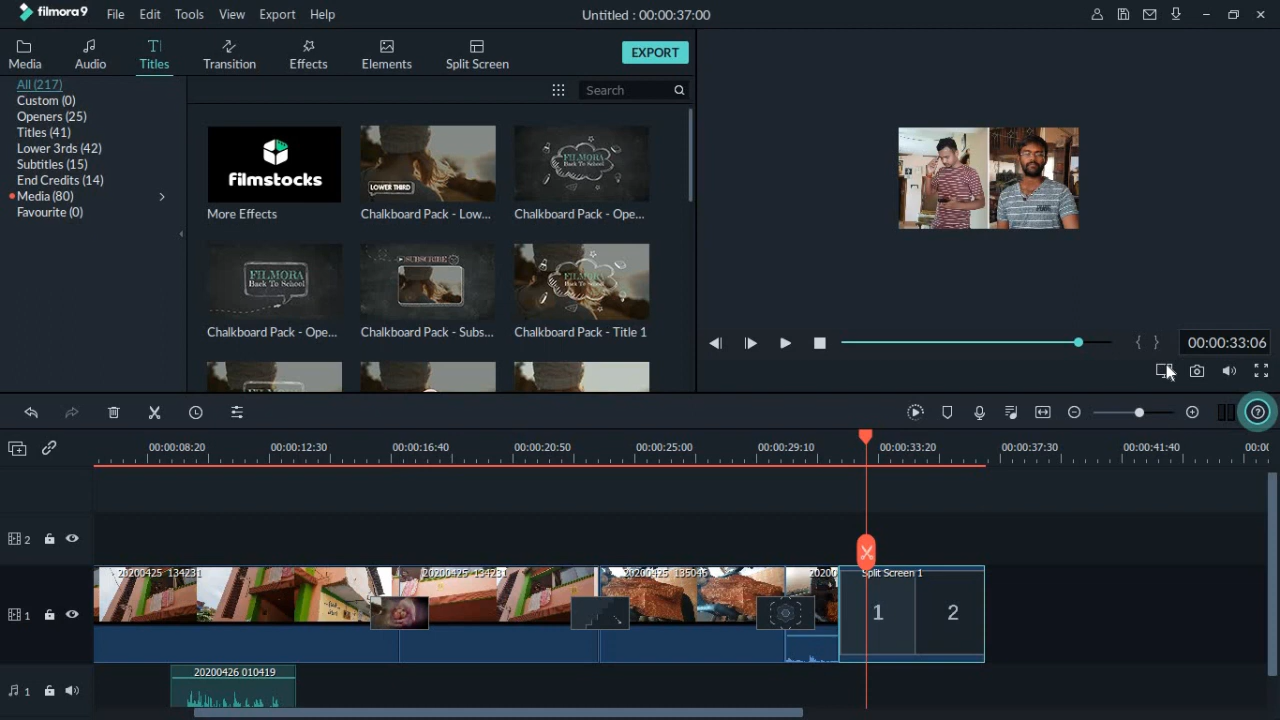 filmora9 File Edit Tools View Export Help Untitled : 00:00:37:00
Media Audio Titles Transition Effects Elements Split Screen EXPORT
All (217)
Custom (0)
Openers (25)
Titles (41)
Lower 3rds (42)
Subtitles (15)
End Credits (14)
Media (80)
Favourite (0)
Search
filmstocks
LOWER THIRD
FILMORA
Back To School
More Effects Chalkboard Pack - Low... Chalkboard Pack - Ope...
FILMORA
Back To School
SUBSCRIBE
FILMORA
Back To School
Chalkboard Pack - Ope... Chalkboard Pack - Subs... Chalkboard Pack - Title 1
00:00:33:06
00:00:08:20 00:00:12:30 00:00:16:40 00:00:20:50 00:00:25:00 00:00:29:10 00:00:33:20 00:00:37:30 00:00:41:40 00:00
2
20200425 134231 20200425 134231 20200425 135045 20200 Split Screen 1
1 1 2
20200426 010419
1